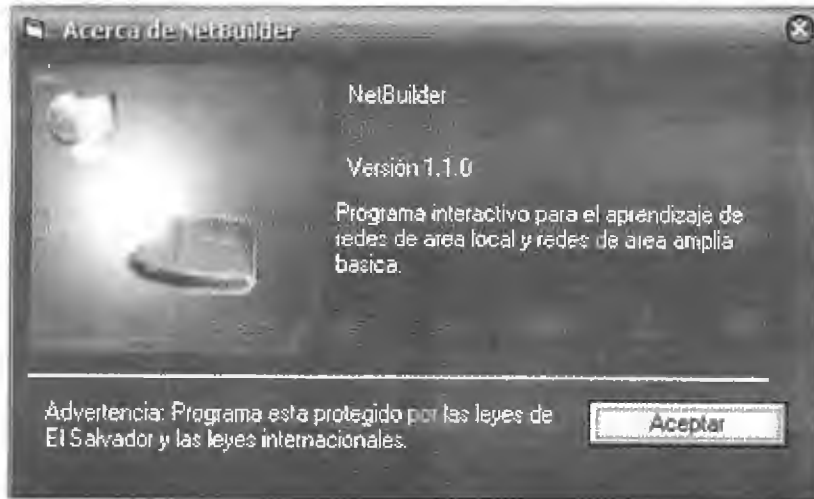 Acerca de NetBuilder
NetBuilder
Versión 1.1.0
Programa interactivo para el aprendizaje de
redes de area local y redes de area amplia
basica.
Advertencia: Programa esta protegido por las leyes de
El Salvador y las leyes internacionales.
Aceptar